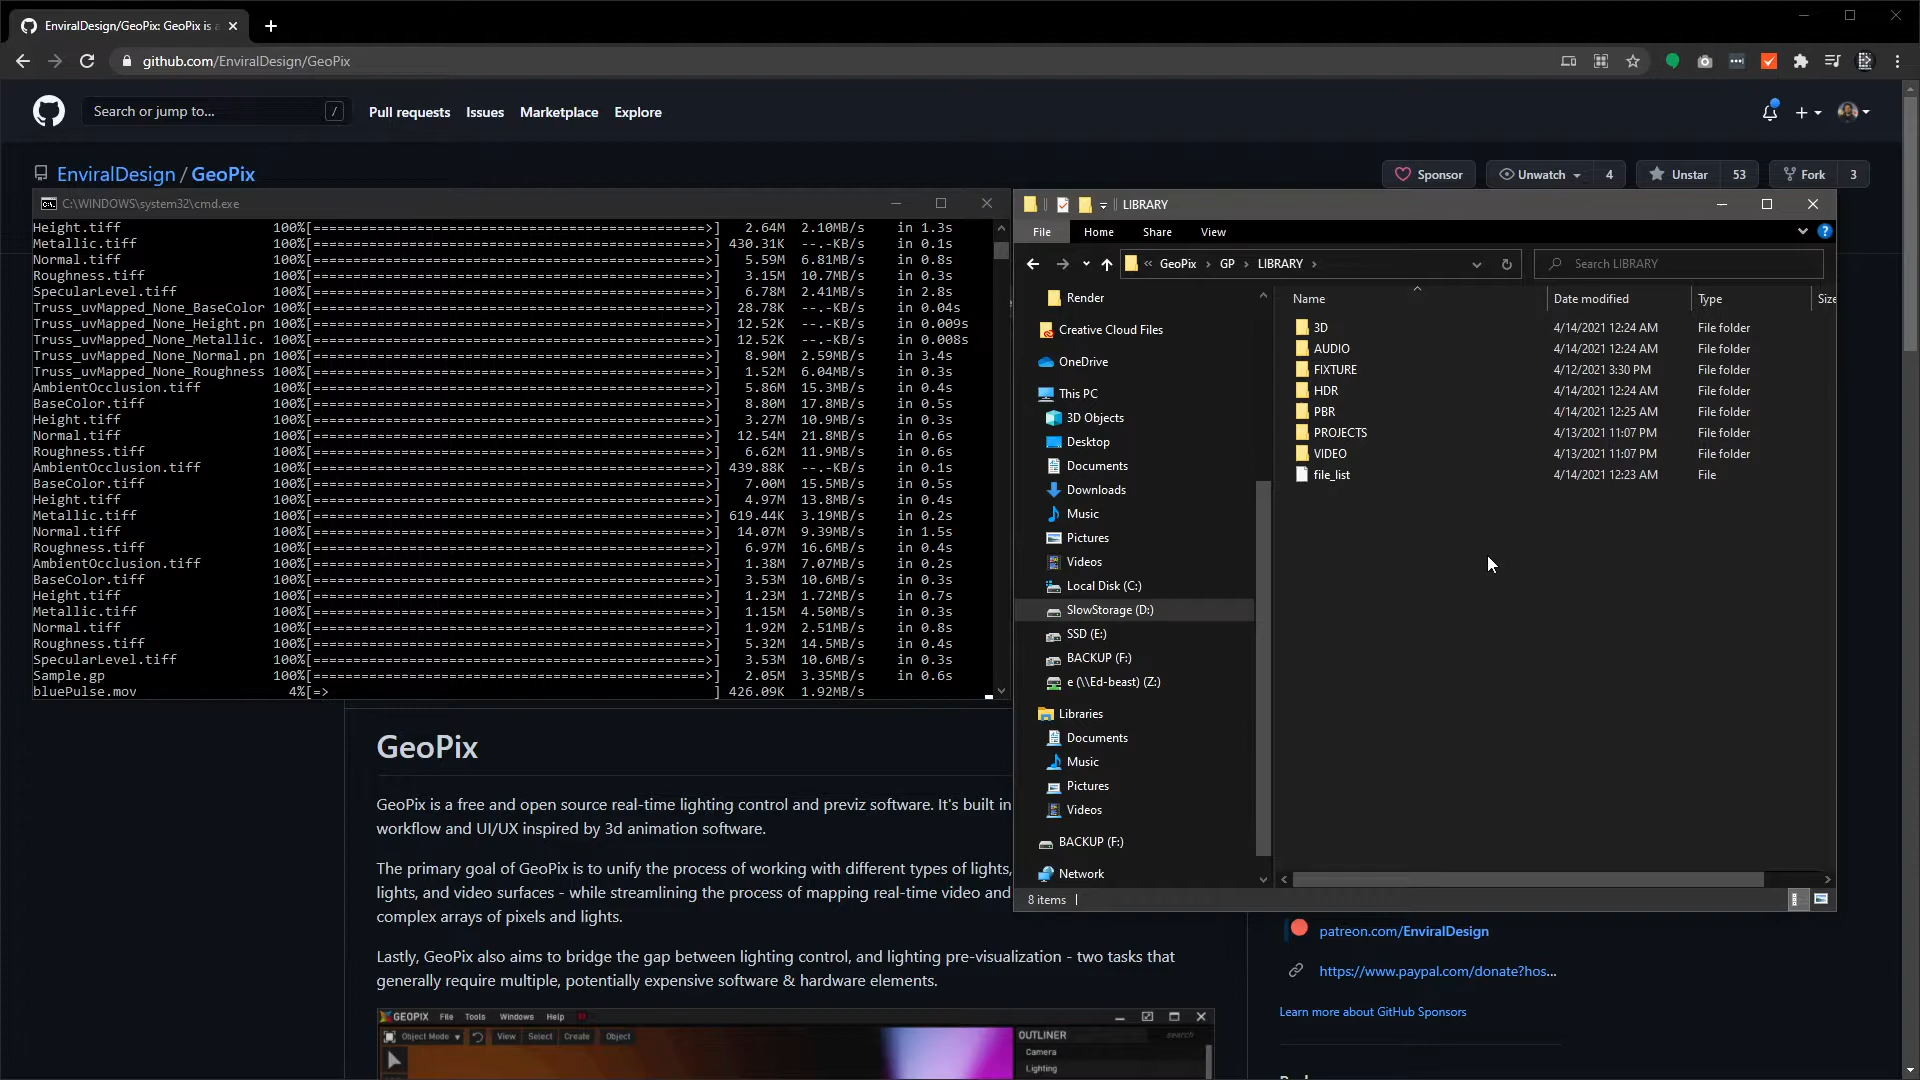 EnviralDesign/GeoPix: GeoPix is a
github.com/EnviralDesign/GeoPix
Search or jump to...
/
Pull requests
Issues
Marketplace
Explore
EnviralDesign / GeoPix
Sponsor
Unwatch
4
Unstar
53
Fork
3
C:\WINDOWS\system32\cmd.exe
Height.tiff 100%[=================================================>] 2.64M 2.10MB/s in 1.3s
Metallic.tiff 100%[=================================================>] 430.31K --.-KB/s in 0.1s
Normal.tiff 100%[=================================================>] 5.59M 6.81MB/s in 0.8s
Roughness.tiff 100%[=================================================>] 3.15M 10.7MB/s in 0.3s
SpecularLevel.tiff 100%[=================================================>] 6.78M 2.41MB/s in 2.8s
Truss_uvMapped_None_BaseColor 100%[=================================================>] 28.78K --.-KB/s in 0.04s
Truss_uvMapped_None_Height.pn 100%[=================================================>] 12.52K --.-KB/s in 0.009s
Truss_uvMapped_None_Metallic. 100%[=================================================>] 12.52K --.-KB/s in 0.008s
Truss_uvMapped_None_Normal.pn 100%[=================================================>] 8.90M 2.59MB/s in 3.4s
Truss_uvMapped_None_Roughness 100%[=================================================>] 1.52M 6.04MB/s in 0.3s
AmbientOcclusion.tiff 100%[=================================================>] 5.86M 15.3MB/s in 0.4s
BaseColor.tiff 100%[=================================================>] 8.80M 17.8MB/s in 0.5s
Height.tiff 100%[=================================================>] 3.27M 10.9MB/s in 0.3s
Normal.tiff 100%[=================================================>] 12.54M 21.8MB/s in 0.6s
Roughness.tiff 100%[=================================================>] 6.62M 11.9MB/s in 0.6s
AmbientOcclusion.tiff 100%[=================================================>] 439.88K --.-KB/s in 0.1s
BaseColor.tiff 100%[=================================================>] 7.00M 15.5MB/s in 0.5s
Height.tiff 100%[=================================================>] 4.97M 13.8MB/s in 0.4s
Metallic.tiff 100%[=================================================>] 619.44K 3.19MB/s in 0.2s
Normal.tiff 100%[=================================================>] 14.07M 9.39MB/s in 1.5s
Roughness.tiff 100%[=================================================>] 6.97M 16.6MB/s in 0.4s
AmbientOcclusion.tiff 100%[=================================================>] 1.38M 7.07MB/s in 0.2s
BaseColor.tiff 100%[=================================================>] 3.53M 10.6MB/s in 0.3s
Height.tiff 100%[=================================================>] 1.23M 1.72MB/s in 0.7s
Metallic.tiff 100%[=================================================>] 1.15M 4.50MB/s in 0.3s
Normal.tiff 100%[=================================================>] 1.92M 2.51MB/s in 0.8s
Roughness.tiff 100%[=================================================>] 5.32M 14.5MB/s in 0.4s
SpecularLevel.tiff 100%[=================================================>] 3.53M 10.6MB/s in 0.3s
Sample.gp 100%[=================================================>] 2.05M 3.35MB/s in 0.6s
bluePulse.mov 4%[=> ] 426.09K 1.92MB/s
LIBRARY
File
Home
Share
View
« GeoPix › GP › LIBRARY ›
Search LIBRARY
Render
Creative Cloud Files
OneDrive
This PC
3D Objects
Desktop
Documents
Downloads
Music
Pictures
Videos
Local Disk (C:)
SlowStorage (D:)
SSD (E:)
BACKUP (F:)
e (\\Ed-beast) (Z:)
Libraries
Documents
Music
Pictures
Videos
BACKUP (F:)
Network
Name Date modified Type Size
3D 4/14/2021 12:24 AM File folder
AUDIO 4/14/2021 12:24 AM File folder
FIXTURE 4/12/2021 3:30 PM File folder
HDR 4/14/2021 12:24 AM File folder
PBR 4/14/2021 12:25 AM File folder
PROJECTS 4/13/2021 11:07 PM File folder
VIDEO 4/13/2021 11:07 PM File folder
file_list 4/14/2021 12:23 AM File
8 items
GeoPix
GeoPix is a free and open source real-time lighting control and previz software. It's built in
workflow and UI/UX inspired by 3d animation software.
The primary goal of GeoPix is to unify the process of working with different types of lights,
lights, and video surfaces - while streamlining the process of mapping real-time video and
complex arrays of pixels and lights.
Lastly, GeoPix also aims to bridge the gap between lighting control, and lighting pre-visualization - two tasks that
generally require multiple, potentially expensive software & hardware elements.
GEOPIX File Tools Windows Help
Object Mode View Select Create Object
OUTLINER search
Camera
Lighting
patreon.com/EnviralDesign
https://www.paypal.com/donate?hos...
Learn more about GitHub Sponsors